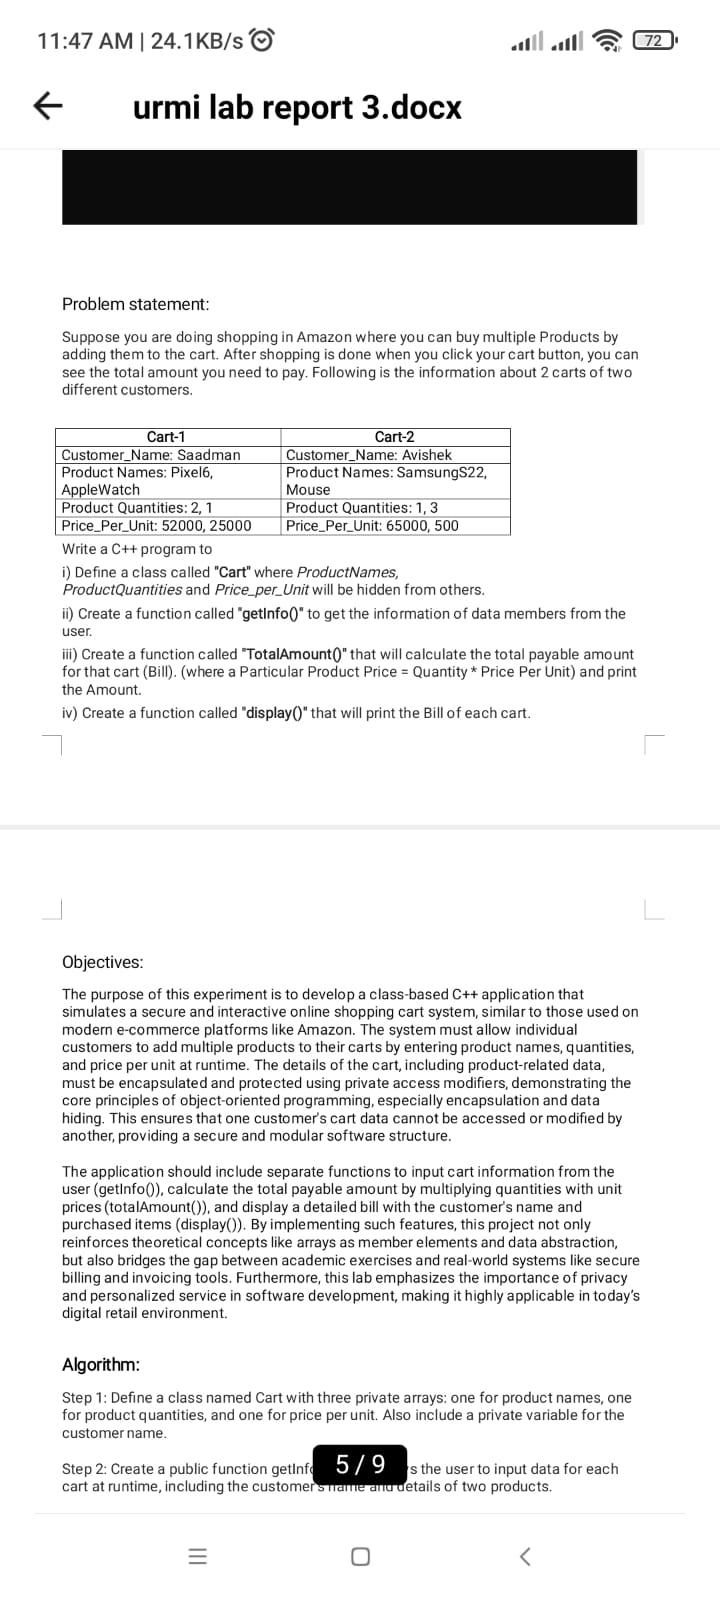 11:47 AM | 24.1KB/s
72
urmi lab report 3.docx
Problem statement:
Suppose you are doing shopping in Amazon where you can buy multiple Products by
adding them to the cart. After shopping is done when you click your cart button, you can
see the total amount you need to pay. Following is the information about 2 carts of two
different customers.
Cart-1 Cart-2
Customer_Name: Saadman Customer_Name: Avishek
Product Names: Pixel6, Product Names: SamsungS22,
AppleWatch Mouse
Product Quantities: 2, 1 Product Quantities: 1, 3
Price_Per_Unit: 52000, 25000 Price_Per_Unit: 65000, 500
Write a C++ program to
i) Define a class called "Cart" where ProductNames,
ProductQuantities and Price_per_Unit will be hidden from others.
ii) Create a function called "getInfo()" to get the information of data members from the
user.
iii) Create a function called "TotalAmount()" that will calculate the total payable amount
for that cart (Bill). (where a Particular Product Price = Quantity * Price Per Unit) and print
the Amount.
iv) Create a function called "display()" that will print the Bill of each cart.
Objectives:
The purpose of this experiment is to develop a class-based C++ application that
simulates a secure and interactive online shopping cart system, similar to those used on
modern e-commerce platforms like Amazon. The system must allow individual
customers to add multiple products to their carts by entering product names, quantities,
and price per unit at runtime. The details of the cart, including product-related data,
must be encapsulated and protected using private access modifiers, demonstrating the
core principles of object-oriented programming, especially encapsulation and data
hiding. This ensures that one customer's cart data cannot be accessed or modified by
another, providing a secure and modular software structure.
The application should include separate functions to input cart information from the
user (getInfo()), calculate the total payable amount by multiplying quantities with unit
prices (totalAmount()), and display a detailed bill with the customer's name and
purchased items (display()). By implementing such features, this project not only
reinforces theoretical concepts like arrays as member elements and data abstraction,
but also bridges the gap between academic exercises and real-world systems like secure
billing and invoicing tools. Furthermore, this lab emphasizes the importance of privacy
and personalized service in software development, making it highly applicable in today's
digital retail environment.
Algorithm:
Step 1: Define a class named Cart with three private arrays: one for product names, one
for product quantities, and one for price per unit. Also include a private variable for the
customer name.
Step 2: Create a public function the user to input data for each
5 / 9
cart at runtime, including the customer's name and details of two products.